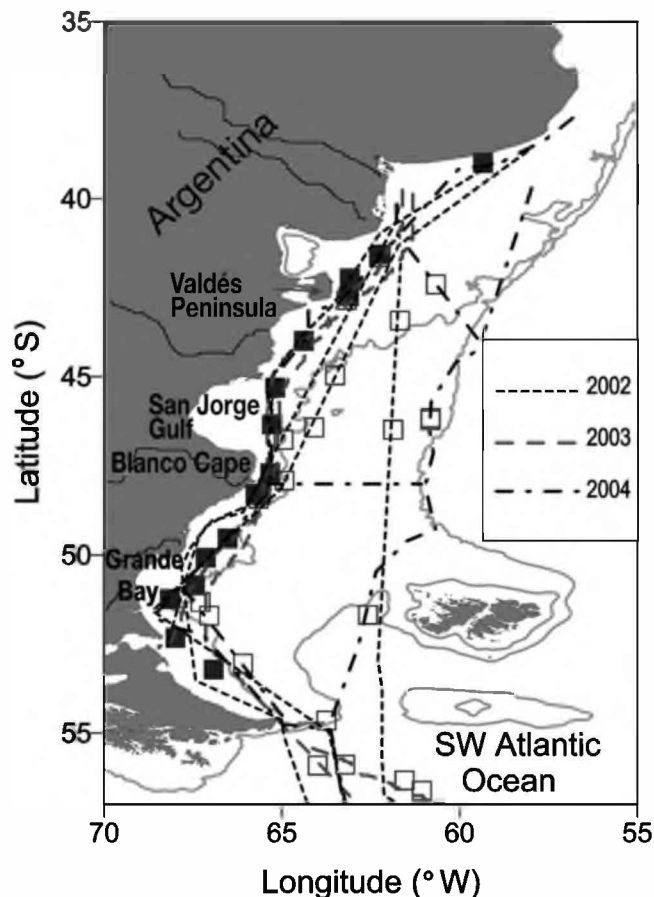 35
40
45
50
55
Latitude (°S)
Argentina
Valdés
Peninsula
San Jorge
Gulf
Blanco Cape
Grande
Bay
2002
2003
2004
SW Atlantic
Ocean
70
65
60
55
Longitude (°W)